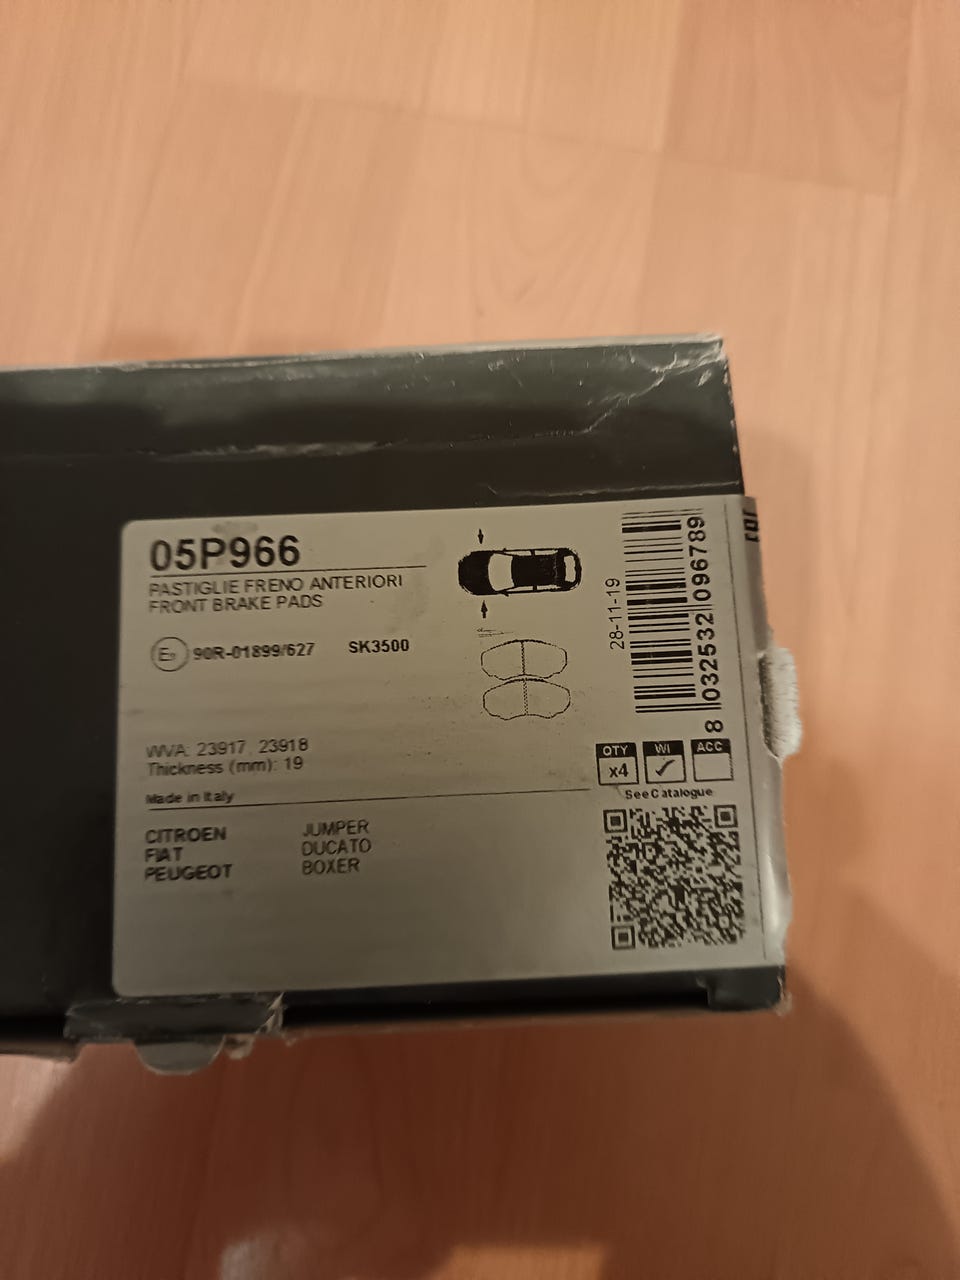 05P966
PASTIGLIE FRENO ANTERIORI
FRONT BRAKE PADS
E9 90R-01899/627 SK3500
WVA: 23917 23918
Thickness (mm): 19
Made in Italy
CITROEN JUMPER
FIAT DUCATO
PEUGEOT BOXER
28-11-19
8 032532 096789
QTY WI ACC
x4 ✓
See Catalogue
EAC